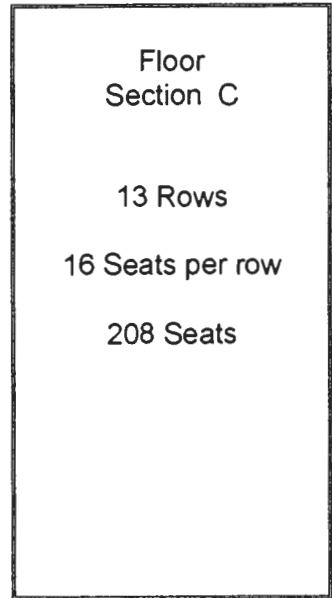 Floor
Section C
13 Rows
16 Seats per row
208 Seats